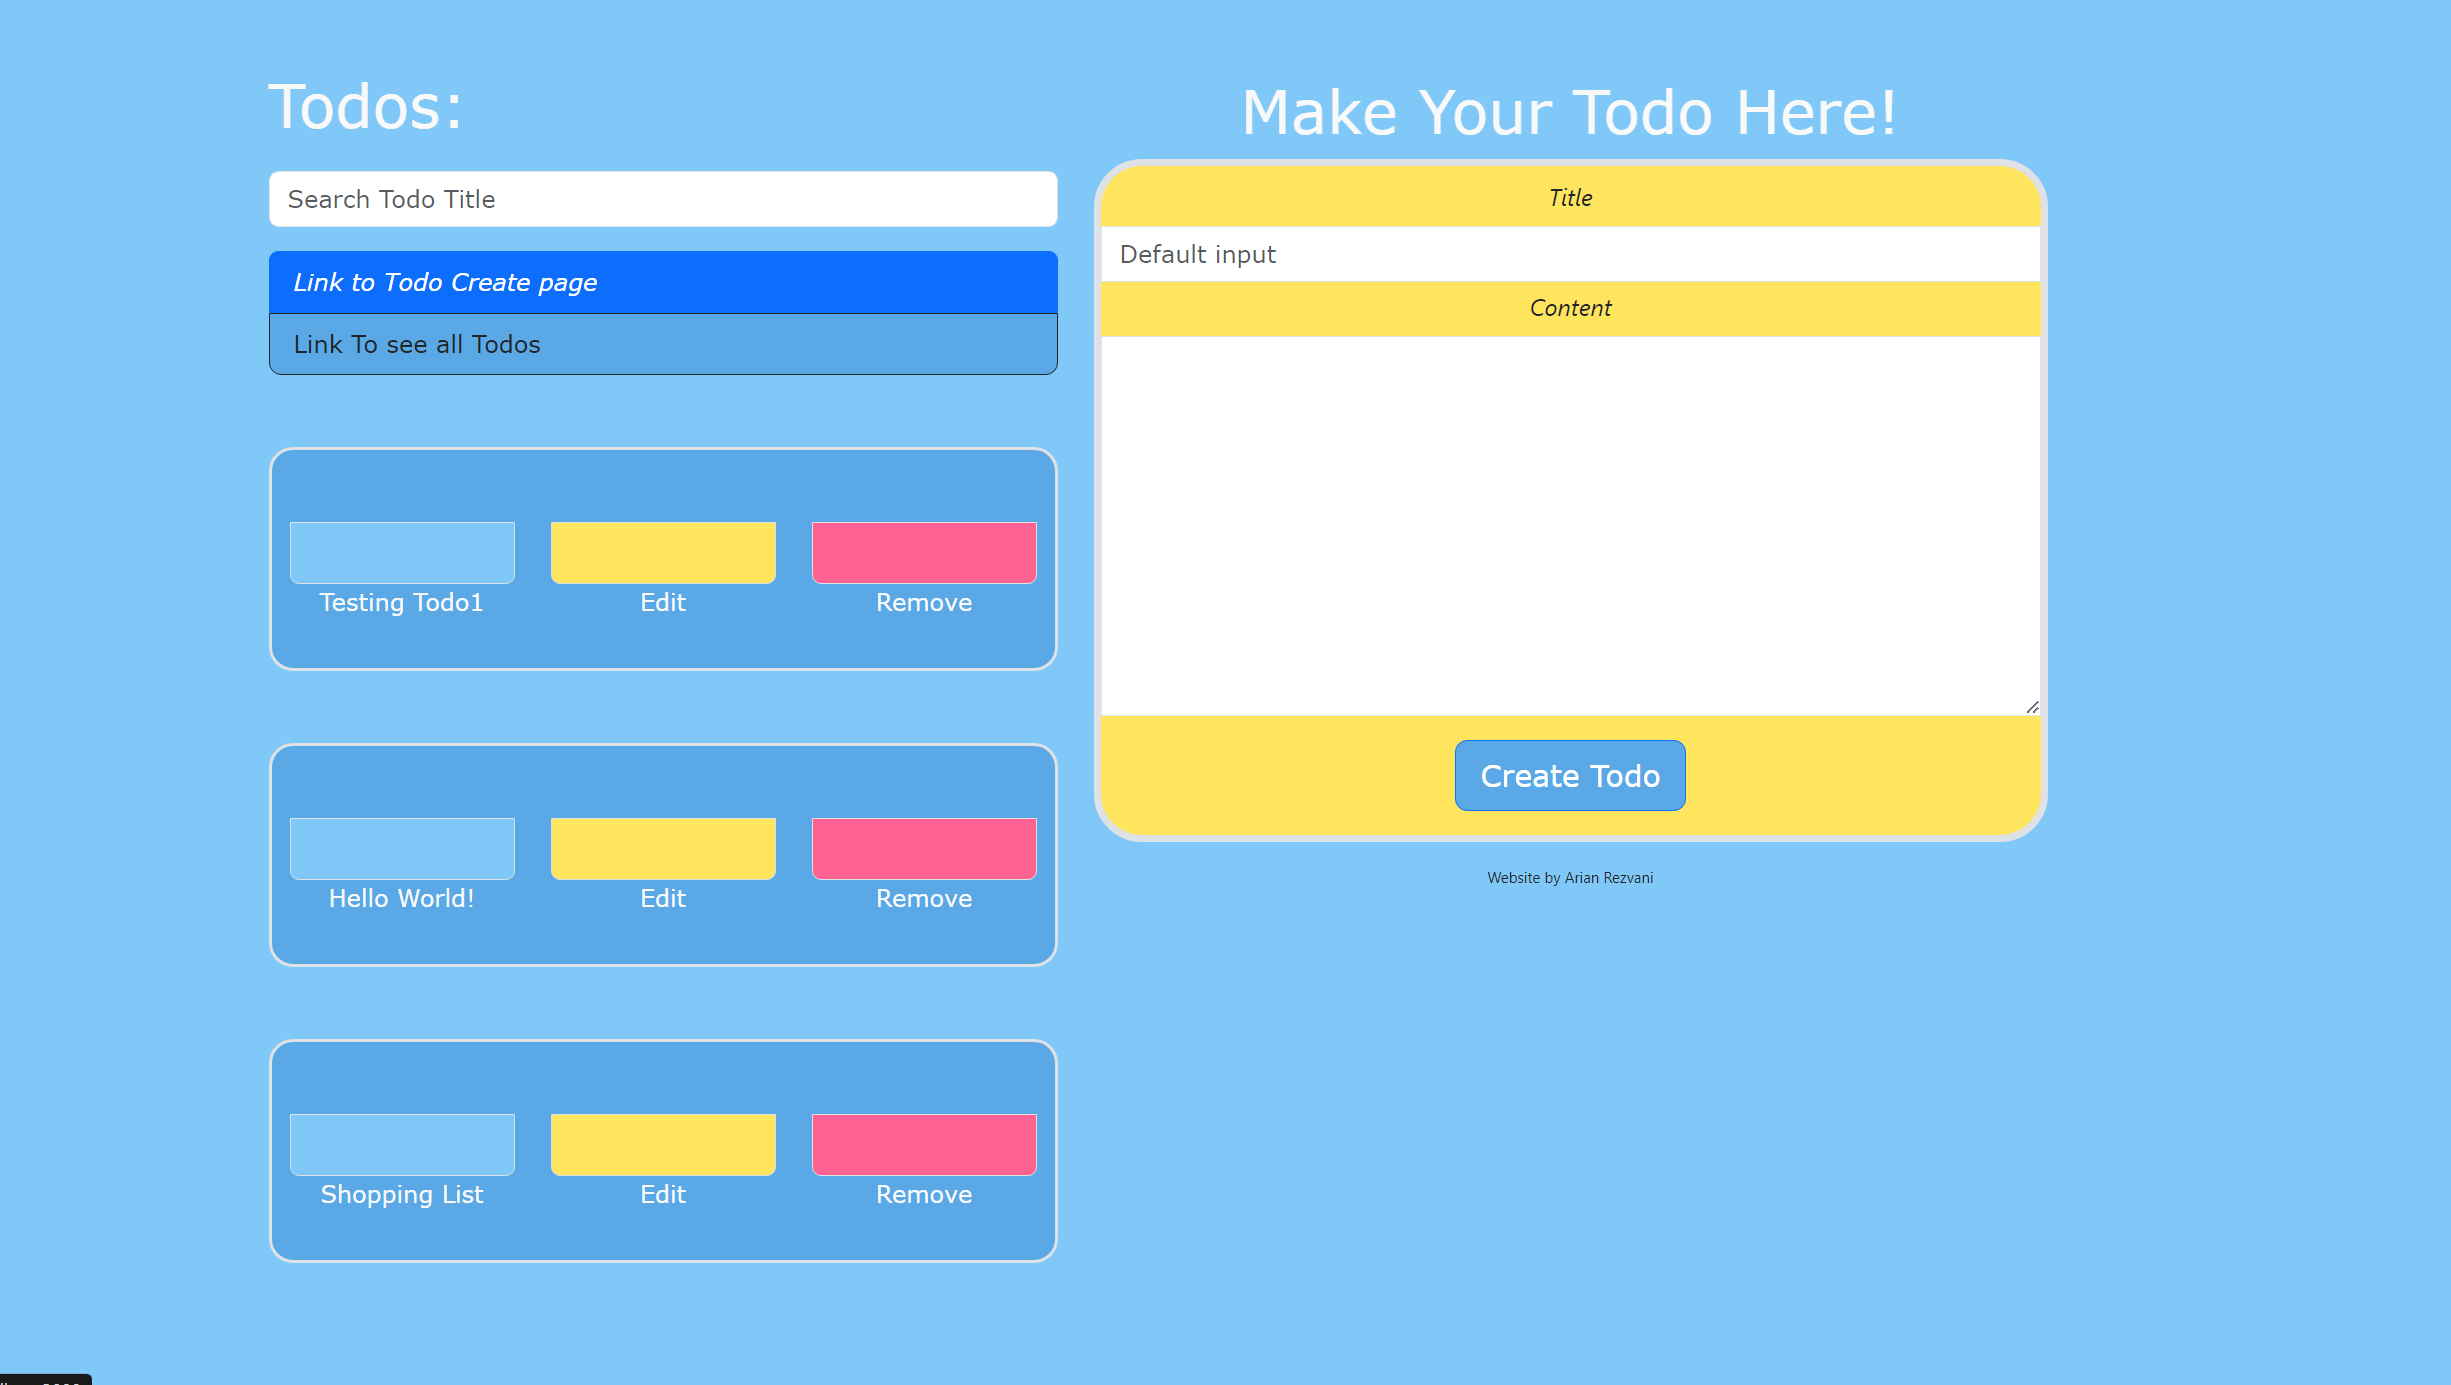 Todos:
Search Todo Title
Link to Todo Create page
Link To see all Todos
Testing Todo1
Edit
Remove
Hello World!
Edit
Remove
Shopping List
Edit
Remove
Make Your Todo Here!
Title
Default input
Content
Create Todo
Website by Arian Rezvani